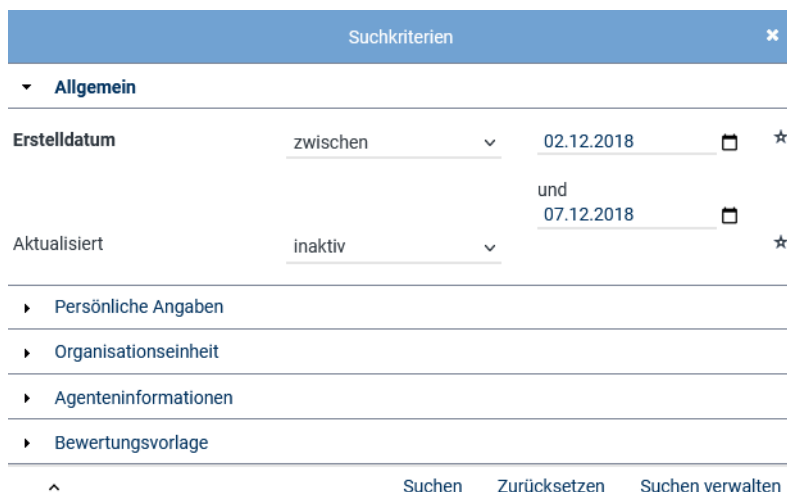 Suchkriterien
Allgemein
Erstelldatum zwischen 02.12.2018
und
07.12.2018
Aktualisiert inaktiv
Persönliche Angaben
Organisationseinheit
Agenteninformationen
Bewertungsvorlage
Suchen Zurücksetzen Suchen verwalten